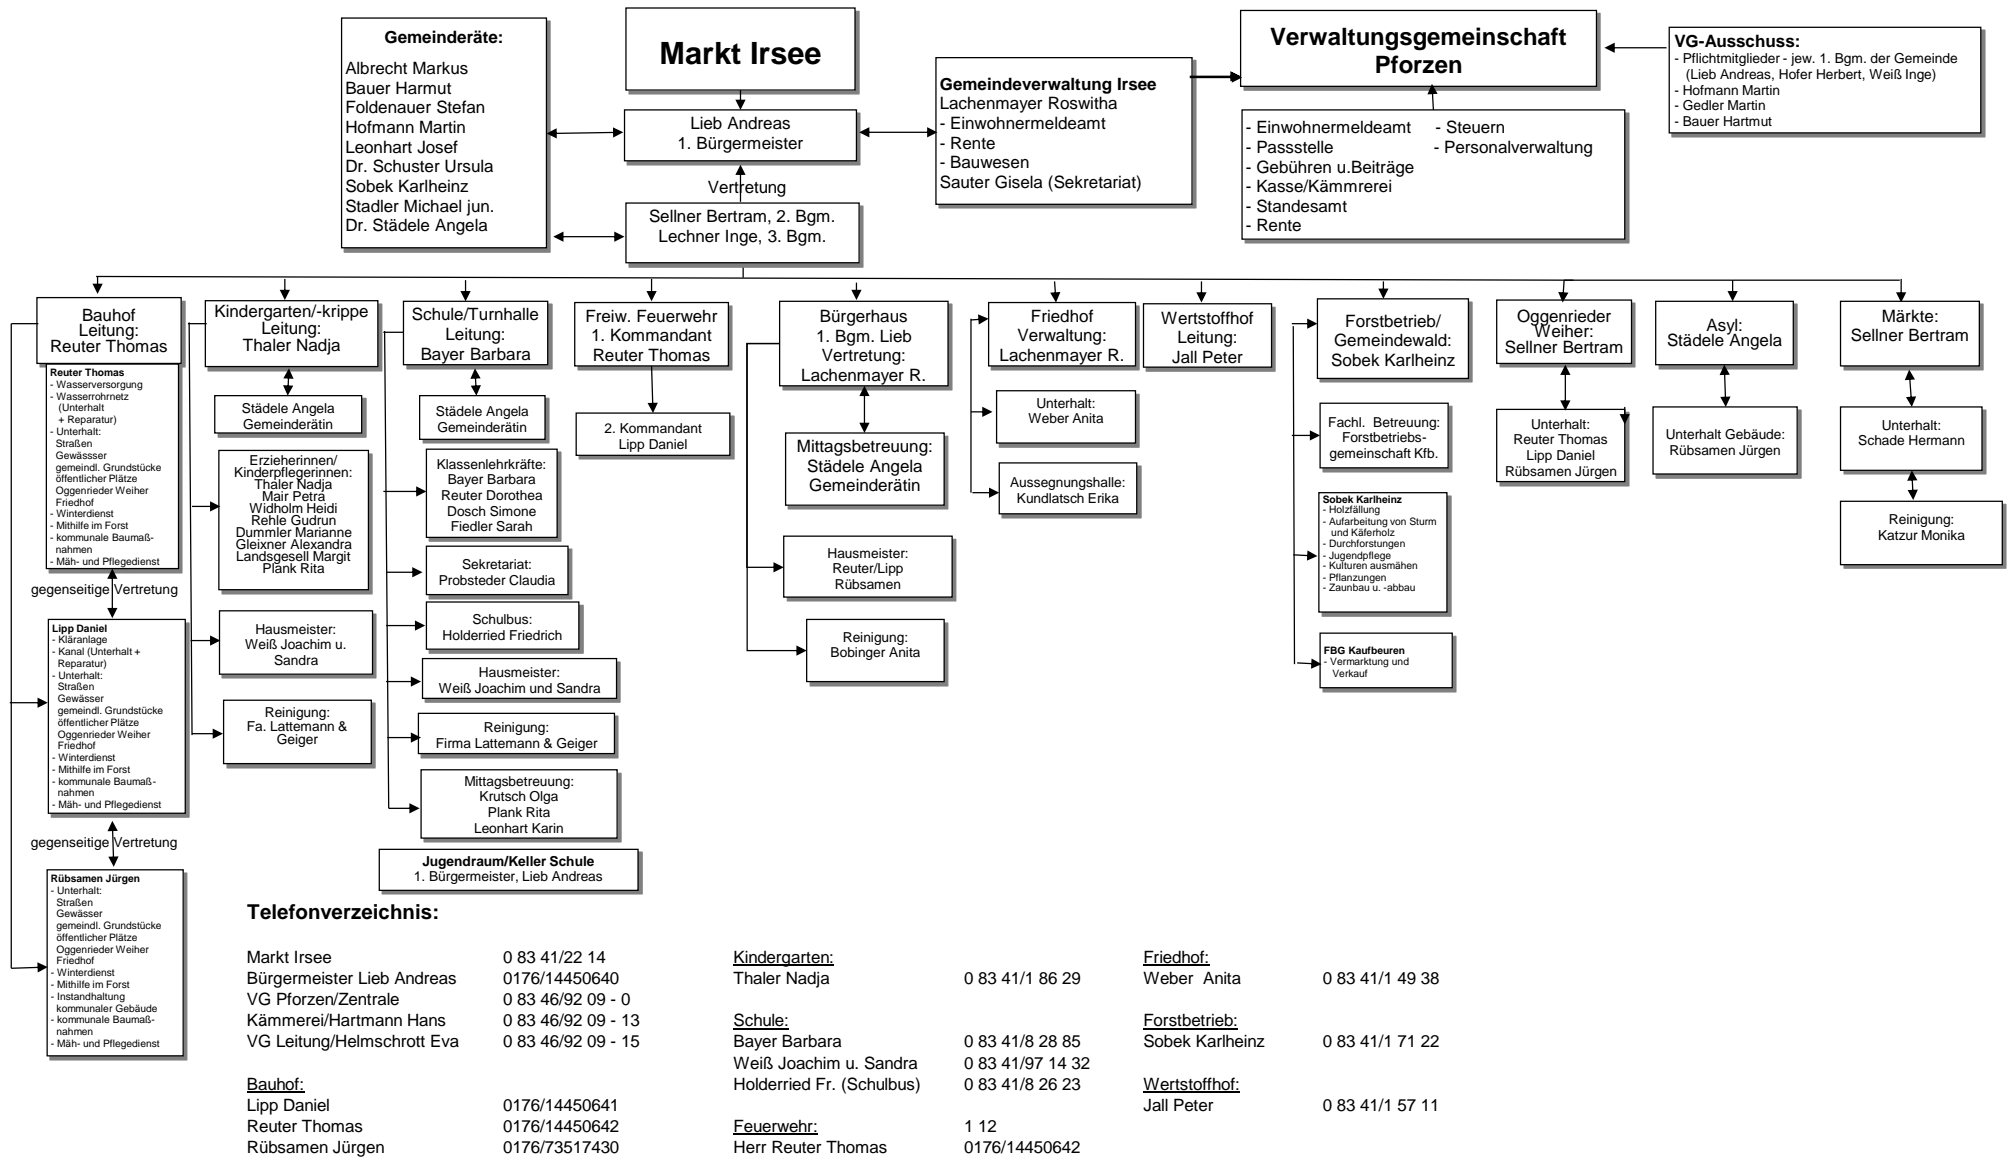 Gemeinderäte:
Albrecht Markus
Bauer Harmut
Foldenauer Stefan
Hofmann Martin
Leonhart Josef
Dr. Schuster Ursula
Sobek Karlheinz
Stadler Michael jun.
Dr. Städele Angela
Markt Irsee
Lieb Andreas
1. Bürgermeister
Vertretung
Sellner Bertram, 2. Bgm.
Lechner Inge, 3. Bgm.
Gemeindeverwaltung Irsee
Lachenmayer Roswitha
- Einwohnermeldeamt
- Rente
- Bauwesen
Sauter Gisela (Sekretariat)
Verwaltungsgemeinschaft
Pforzen
- Einwohnermeldeamt - Steuern
- Passstelle - Personalverwaltung
- Gebühren u.Beiträge
- Kasse/Kämmrerei
- Standesamt
- Rente
VG-Ausschuss:
- Pflichtmitglieder - jew. 1. Bgm. der Gemeinde
(Lieb Andreas, Hofer Herbert, Weiß Inge)
- Hofmann Martin
- Gedler Martin
- Bauer Hartmut
Bauhof
Leitung:
Reuter Thomas
Reuter Thomas
- Wasserversorgung
- Wasserrohrnetz
(Unterhalt
+ Reparatur)
- Unterhalt:
Straßen
Gewässser
gemeindl. Grundstücke
öffentlicher Plätze
Oggenrieder Weiher
Friedhof
- Winterdienst
- Mithilfe im Forst
- kommunale Baumaß-
nahmen
- Mäh- und Pflegedienst
gegenseitige Vertretung
Lipp Daniel
- Kläranlage
- Kanal (Unterhalt +
Reparatur)
- Unterhalt:
Straßen
Gewässer
gemeindl. Grundstücke
öffentlicher Plätze
Oggenrieder Weiher
Friedhof
- Winterdienst
- Mithilfe im Forst
- kommunale Baumaß-
nahmen
- Mäh- und Pflegedienst
gegenseitige Vertretung
Rübsamen Jürgen
- Unterhalt:
Straßen
Gewässer
gemeindl. Grundstücke
öffentlicher Plätze
Oggenrieder Weiher
Friedhof
- Winterdienst
- Mithilfe im Forst
- Instandhaltung
kommunaler Gebäude
- kommunale Baumaß-
nahmen
- Mäh- und Pflegedienst
Kindergarten/-krippe
Leitung:
Thaler Nadja
Städele Angela
Gemeinderätin
Erzieherinnen/
Kinderpflegerinnen:
Thaler Nadja
Mair Petra
Widholm Heidi
Rehle Gudrun
Dummler Marianne
Gleixner Alexandra
Landsgesell Margit
Plank Rita
Hausmeister:
Weiß Joachim u.
Sandra
Reinigung:
Fa. Lattemann &
Geiger
Schule/Turnhalle
Leitung:
Bayer Barbara
Städele Angela
Gemeinderätin
Klassenlehrkräfte:
Bayer Barbara
Reuter Dorothea
Dosch Simone
Fiedler Sarah
Sekretariat:
Probsteder Claudia
Schulbus:
Holderried Friedrich
Hausmeister:
Weiß Joachim und Sandra
Reinigung:
Firma Lattemann & Geiger
Mittagsbetreuung:
Krutsch Olga
Plank Rita
Leonhart Karin
Jugendraum/Keller Schule
1. Bürgermeister, Lieb Andreas
Freiw. Feuerwehr
1. Kommandant
Reuter Thomas
2. Kommandant
Lipp Daniel
Bürgerhaus
1. Bgm. Lieb
Vertretung:
Lachenmayer R.
Mittagsbetreuung:
Städele Angela
Gemeinderätin
Hausmeister:
Reuter/Lipp
Rübsamen
Reinigung:
Bobinger Anita
Friedhof
Verwaltung:
Lachenmayer R.
Unterhalt:
Weber Anita
Aussegnungshalle:
Kundlatsch Erika
Wertstoffhof
Leitung:
Jall Peter
Forstbetrieb/
Gemeindewald:
Sobek Karlheinz
Fachl. Betreuung:
Forstbetriebs-
gemeinschaft Kfb.
Sobek Karlheinz
- Holzfällung
- Aufarbeitung von Sturm
und Käferholz
- Durchforstungen
- Jugendpflege
- Kulturen ausmähen
- Pflanzungen
- Zaunbau u. -abbau
FBG Kaufbeuren
- Vermarktung und
Verkauf
Oggenrieder
Weiher:
Sellner Bertram
Unterhalt:
Reuter Thomas
Lipp Daniel
Rübsamen Jürgen
Asyl:
Städele Angela
Unterhalt Gebäude:
Rübsamen Jürgen
Märkte:
Sellner Bertram
Unterhalt:
Schade Hermann
Reinigung:
Katzur Monika
Telefonverzeichnis:
Markt Irsee 0 83 41/22 14
Bürgermeister Lieb Andreas 0176/14450640
VG Pforzen/Zentrale 0 83 46/92 09 - 0
Kämmerei/Hartmann Hans 0 83 46/92 09 - 13
VG Leitung/Helmschrott Eva 0 83 46/92 09 - 15
Bauhof:
Lipp Daniel 0176/14450641
Reuter Thomas 0176/14450642
Rübsamen Jürgen 0176/73517430
Kindergarten:
Thaler Nadja 0 83 41/1 86 29
Schule:
Bayer Barbara 0 83 41/8 28 85
Weiß Joachim u. Sandra 0 83 41/97 14 32
Holderried Fr. (Schulbus) 0 83 41/8 26 23
Feuerwehr: 1 12
Herr Reuter Thomas 0176/14450642
Friedhof:
Weber Anita 0 83 41/1 49 38
Forstbetrieb:
Sobek Karlheinz 0 83 41/1 71 22
Wertstoffhof:
Jall Peter 0 83 41/1 57 11